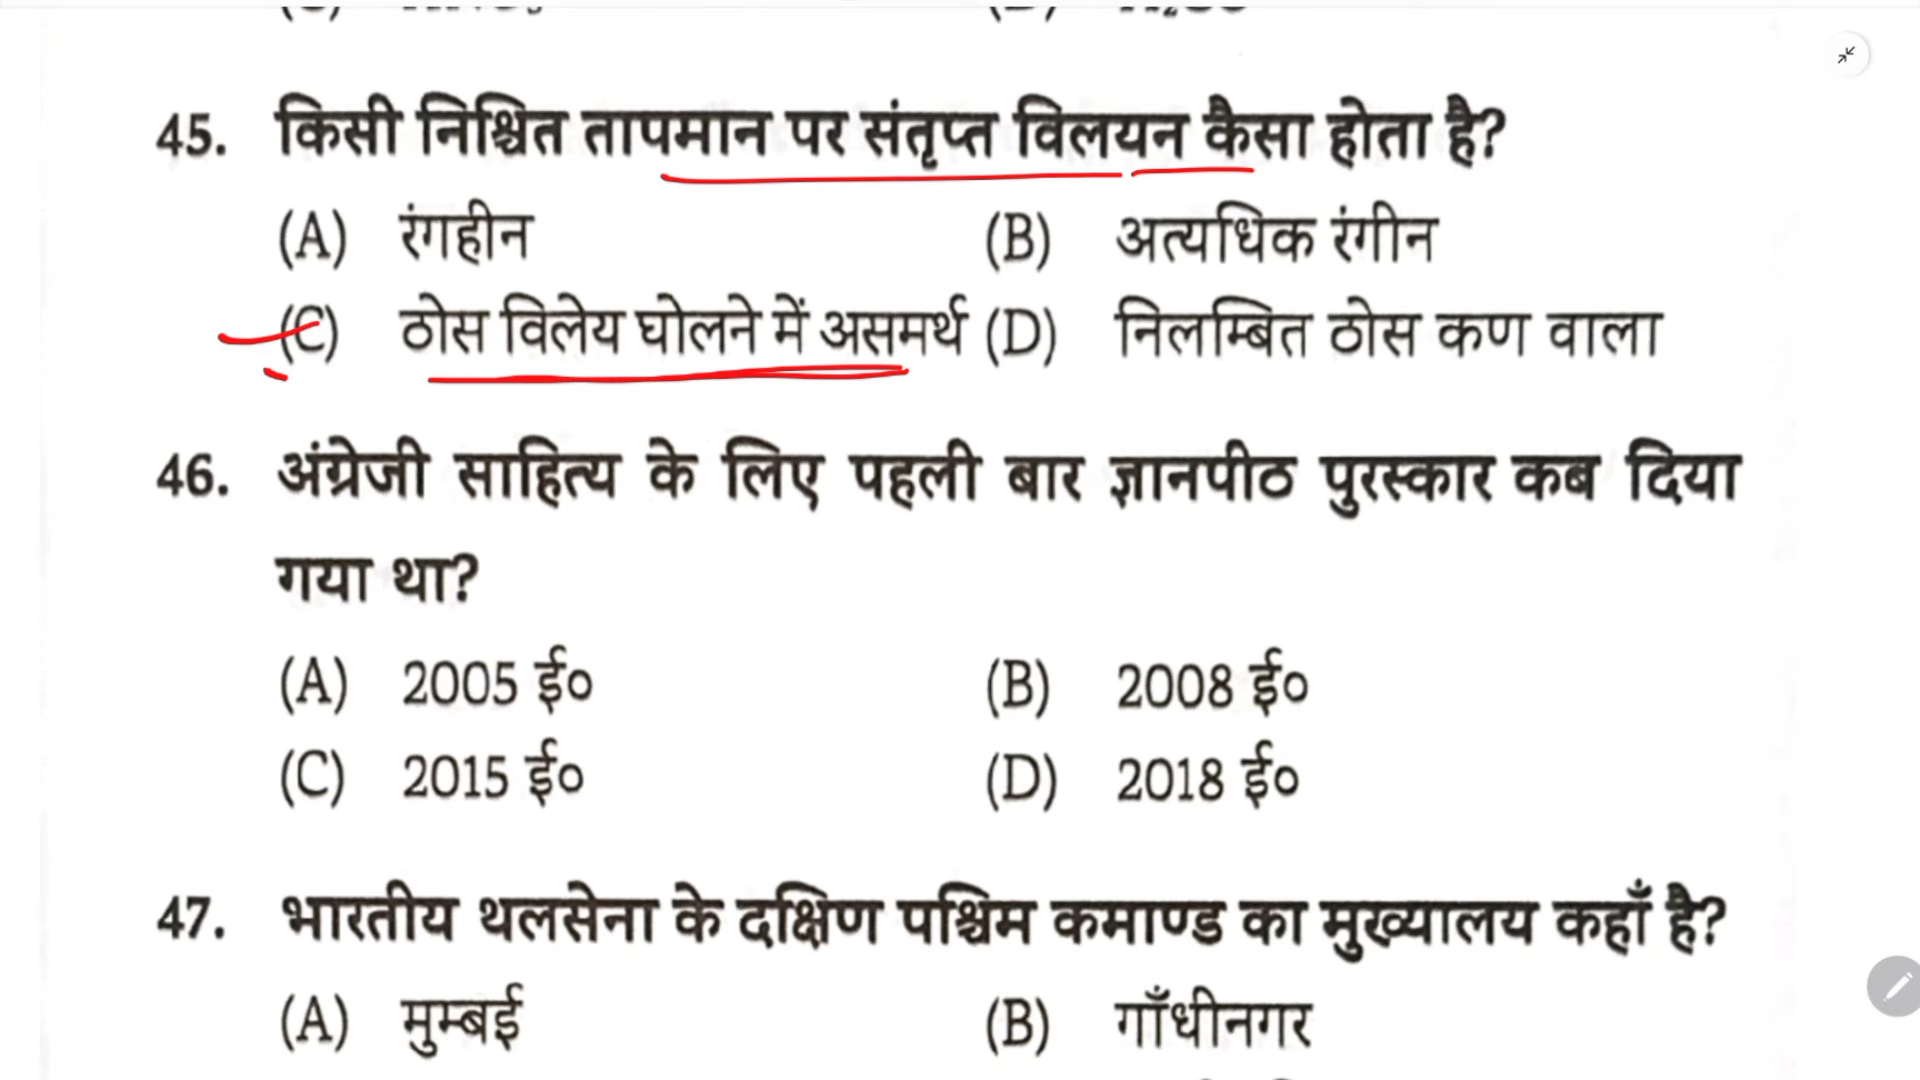 45. किसी निश्चित तापमान पर संतृप्त विलयन कैसा होता है?
(A) रंगहीन (B) अत्यधिक रंगीन
(C) ठोस विलेय घोलने में असमर्थ (D) निलम्बित ठोस कण वाला
46. अंग्रेजी साहित्य के लिए पहली बार ज्ञानपीठ पुरस्कार कब दिया
गया था?
(A) 2005 ई० (B) 2008 ई०
(C) 2015 ई० (D) 2018 ई०
47. भारतीय थलसेना के दक्षिण पश्चिम कमाण्ड का मुख्यालय कहाँ है?
(A) मुम्बई (B) गाँधीनगर